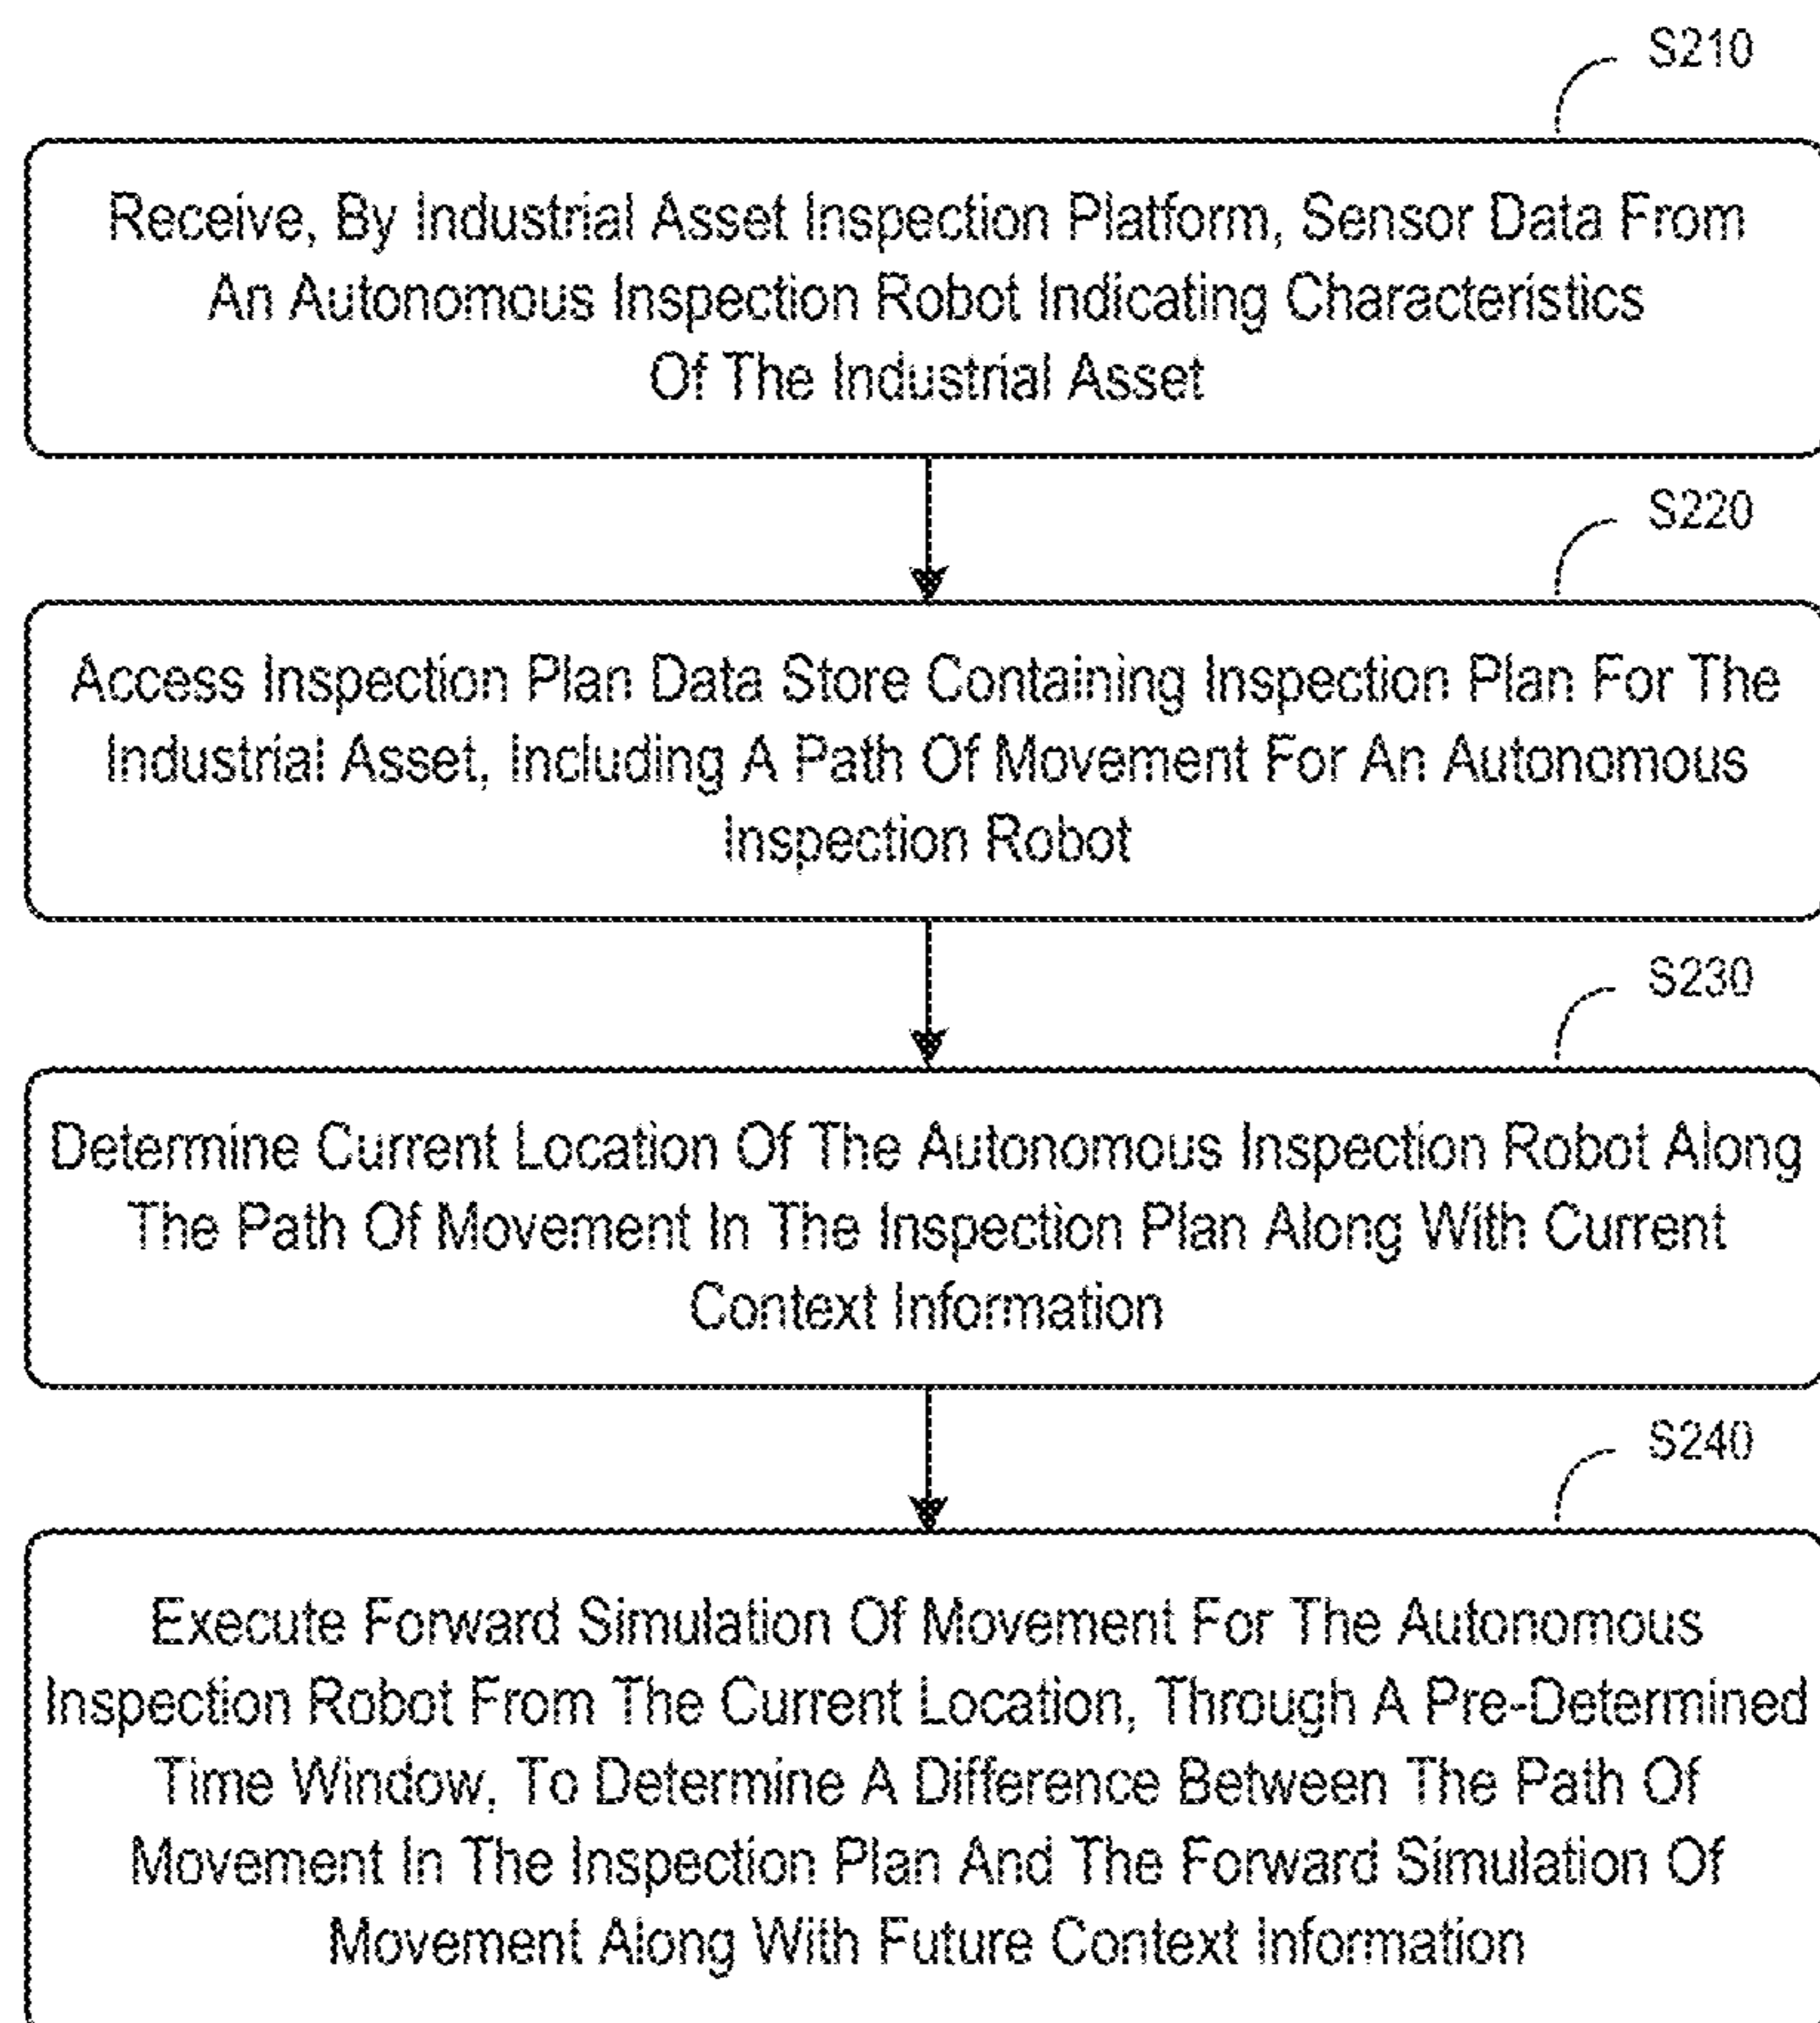 S210
Receive, By Industrial Asset Inspection Platform, Sensor Data From
An Autonomous Inspection Robot Indicating Characteristics
Of The Industrial Asset
S220
Access Inspection Plan Data Store Containing Inspection Plan For The
Industrial Asset, Including A Path Of Movement For An Autonomous
Inspection Robot
S230
Determine Current Location Of The Autonomous Inspection Robot Along
The Path Of Movement In The Inspection Plan Along With Current
Context Information
S240
Execute Forward Simulation Of Movement For The Autonomous
Inspection Robot From The Current Location, Through A Pre-Determined
Time Window, To Determine A Difference Between The Path Of
Movement In The Inspection Plan And The Forward Simulation Of
Movement Along With Future Context Information